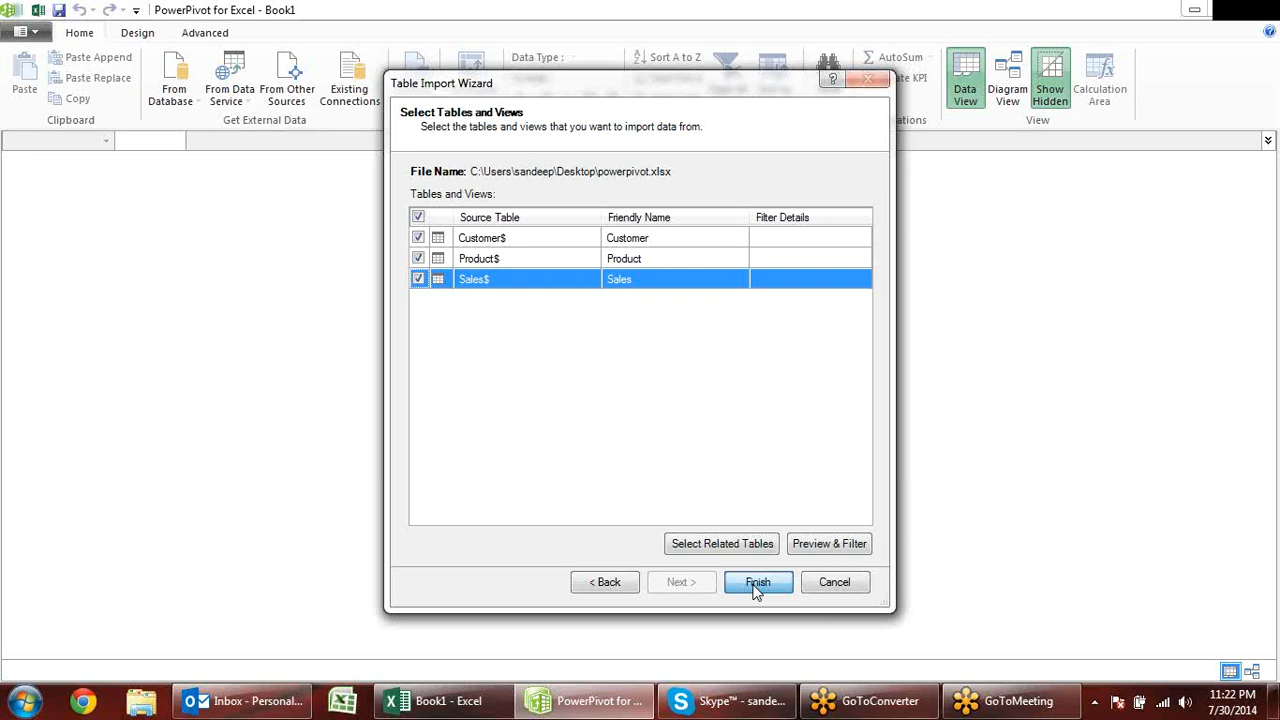 PowerPivot for Excel - Book1
Home Design Advanced
Paste
Paste Append
Paste Replace
Copy
Clipboard
From Database
From Data Service
From Other Sources
Existing Connections
Get External Data
Data Type :
Sort A to Z
AutoSum
Data View
Diagram View
Show Hidden
Calculation Area
View
Table Import Wizard
Select Tables and Views
Select the tables and views that you want to import data from.
File Name: C:\Users\sandeep\Desktop\powerpivot.xlsx
Tables and Views:
Source Table Friendly Name Filter Details
Customer$ Customer
Product$ Product
Sales$ Sales
Select Related Tables Preview & Filter
< Back Next > Finish Cancel
Inbox - Personal... Book1 - Excel PowerPivot for ... Skype™ - sande... GoToConverter GoToMeeting
11:22 PM
7/30/2014